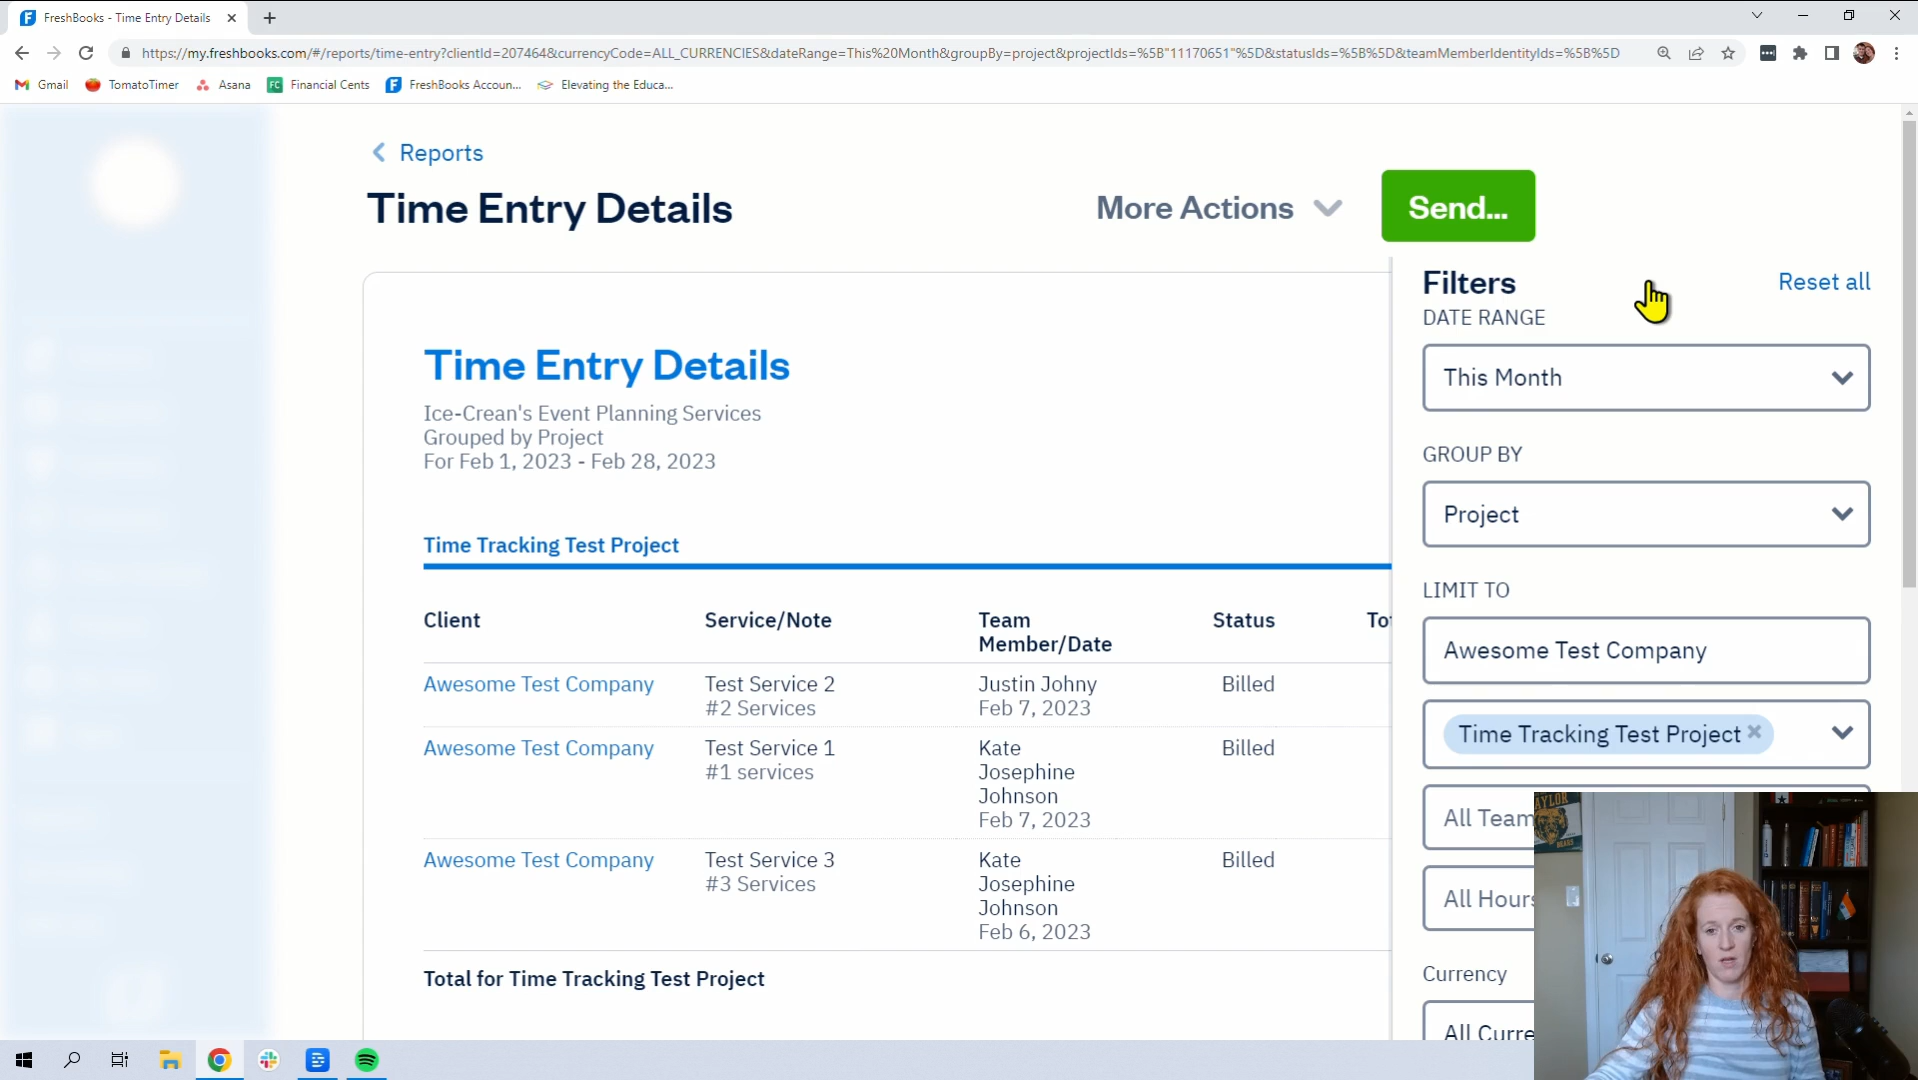 FreshBooks - Time Entry Details
https://my.freshbooks.com/#/reports/time-entry?clientId=207464&currencyCode=ALL_CURRENCIES&dateRange=This%20Month&groupBy=project&projectIds=%5B"11170651"%5D&statusIds=%5B%5D&teamMemberIdentityIds=%5B%5D
Gmail TomatoTimer Asana FC Financial Cents FreshBooks Accoun... Elevating the Educa...
Reports
Time Entry Details
More Actions
Send...
Filters
Reset all
DATE RANGE
This Month
GROUP BY
Project
LIMIT TO
Awesome Test Company
Time Tracking Test Project
All Team
All Hours
Currency
All Curre
Time Entry Details
Ice-Crean's Event Planning Services
Grouped by Project
For Feb 1, 2023 - Feb 28, 2023
Time Tracking Test Project
Client Service/Note Team Status Tot
Member/Date
Awesome Test Company Test Service 2 Justin Johny Billed
#2 Services Feb 7, 2023
Awesome Test Company Test Service 1 Kate Billed
#1 services Josephine
Johnson
Feb 7, 2023
Awesome Test Company Test Service 3 Kate Billed
#3 Services Josephine
Johnson
Feb 6, 2023
Total for Time Tracking Test Project